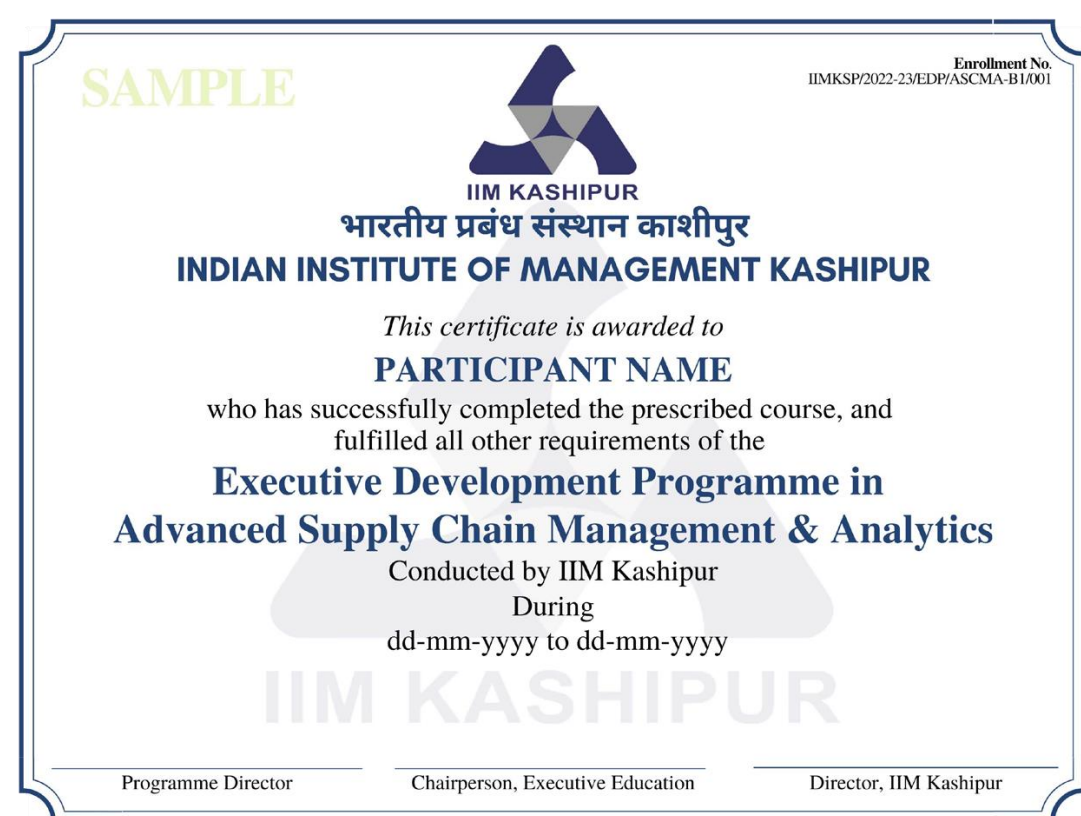 SAMPLE
Enrollment No.
IIMKSP/2022-23/EDP/ASCMA-B1/001
IIM KASHIPUR
भारतीय प्रबंध संस्थान काशीपुर
INDIAN INSTITUTE OF MANAGEMENT KASHIPUR
This certificate is awarded to
PARTICIPANT NAME
who has successfully completed the prescribed course, and
fulfilled all other requirements of the
Executive Development Programme in
Advanced Supply Chain Management & Analytics
Conducted by IIM Kashipur
During
dd-mm-yyyy to dd-mm-yyyy
IIM KASHIPUR
Programme Director
Chairperson, Executive Education
Director, IIM Kashipur